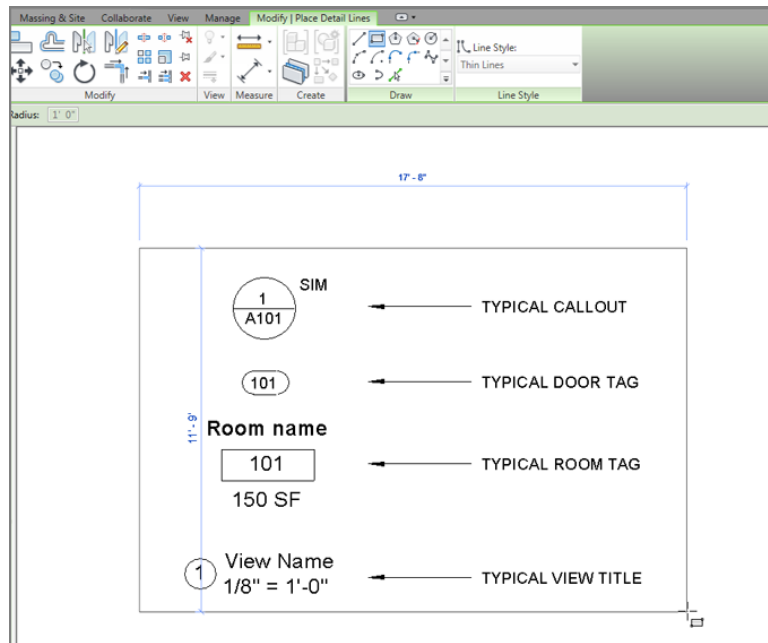 Massing & Site Collaborate View Manage Modify | Place Detail Lines
Line Style:
Thin Lines
Modify View Measure Create Draw Line Style
Radius: 1' 0"
17' - 8"
SIM
1
A101
TYPICAL CALLOUT
101
TYPICAL DOOR TAG
11' - 9'
Room name
101
TYPICAL ROOM TAG
150 SF
1
View Name
1/8" = 1'-0"
TYPICAL VIEW TITLE